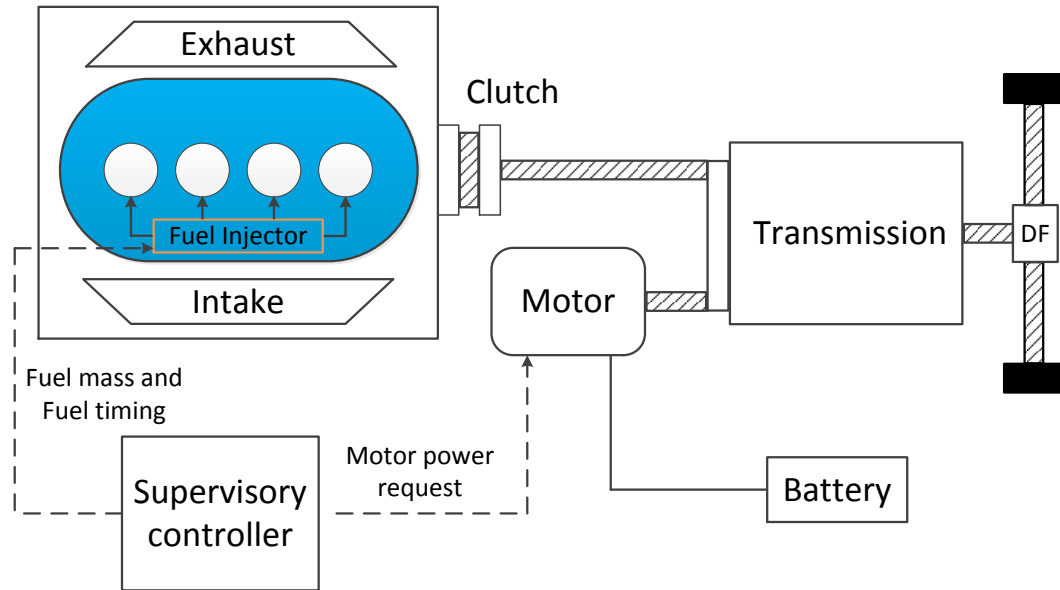 Exhaust
Clutch
Fuel Injector
Intake
Transmission
DF
Motor
Fuel mass and
Fuel timing
Motor power
request
Supervisory
controller
Battery